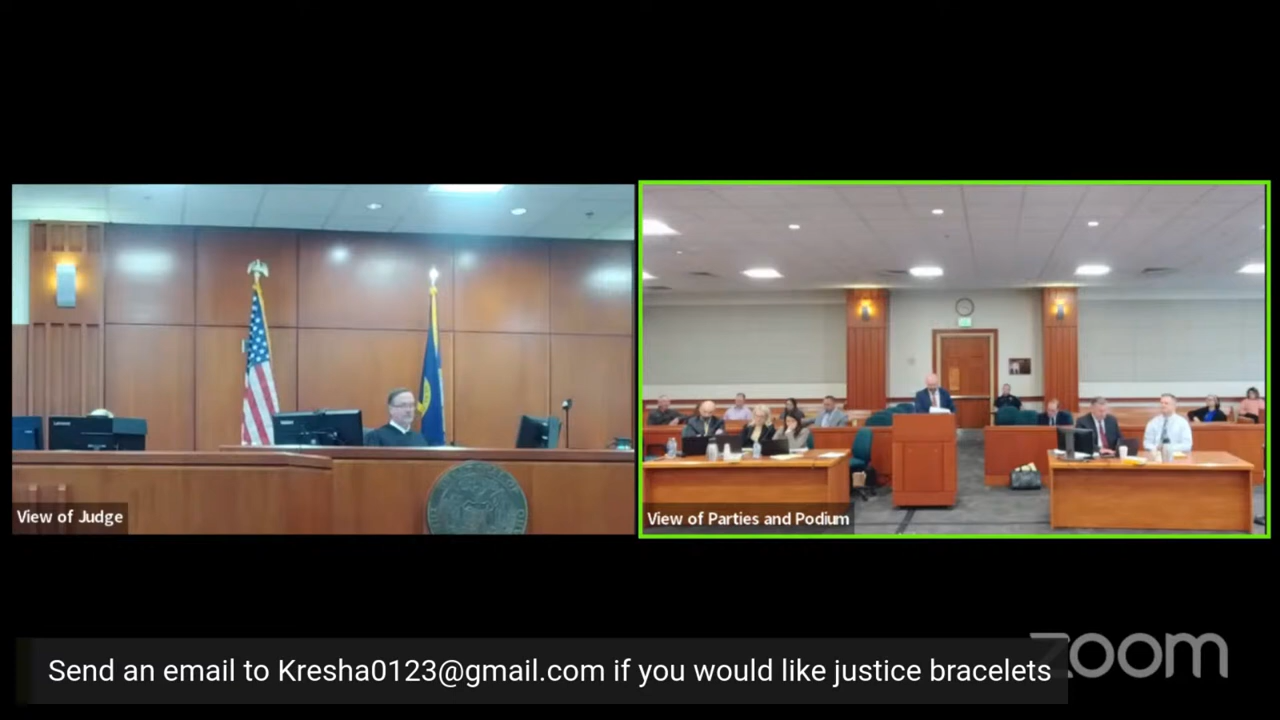 View of Judge
View of Parties and Podium
zoom
Send an email to Kresha0123@gmail.com if you would like justice bracelets